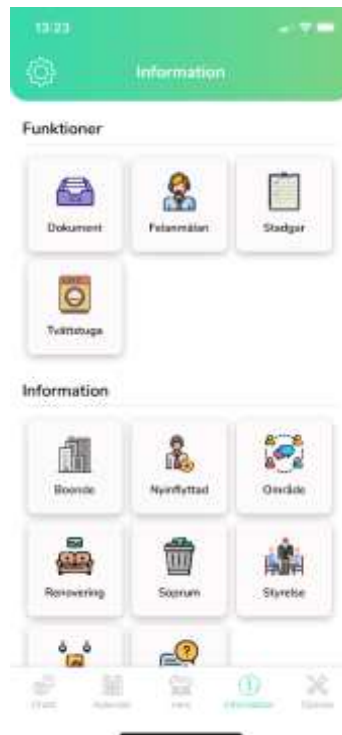 13:23
Information
Funktioner
Dokument Felanmälan Stadgar
Tvättstuga
Information
Boende Nyinflyttad Område
Renovering Soprum Styrelse
Information